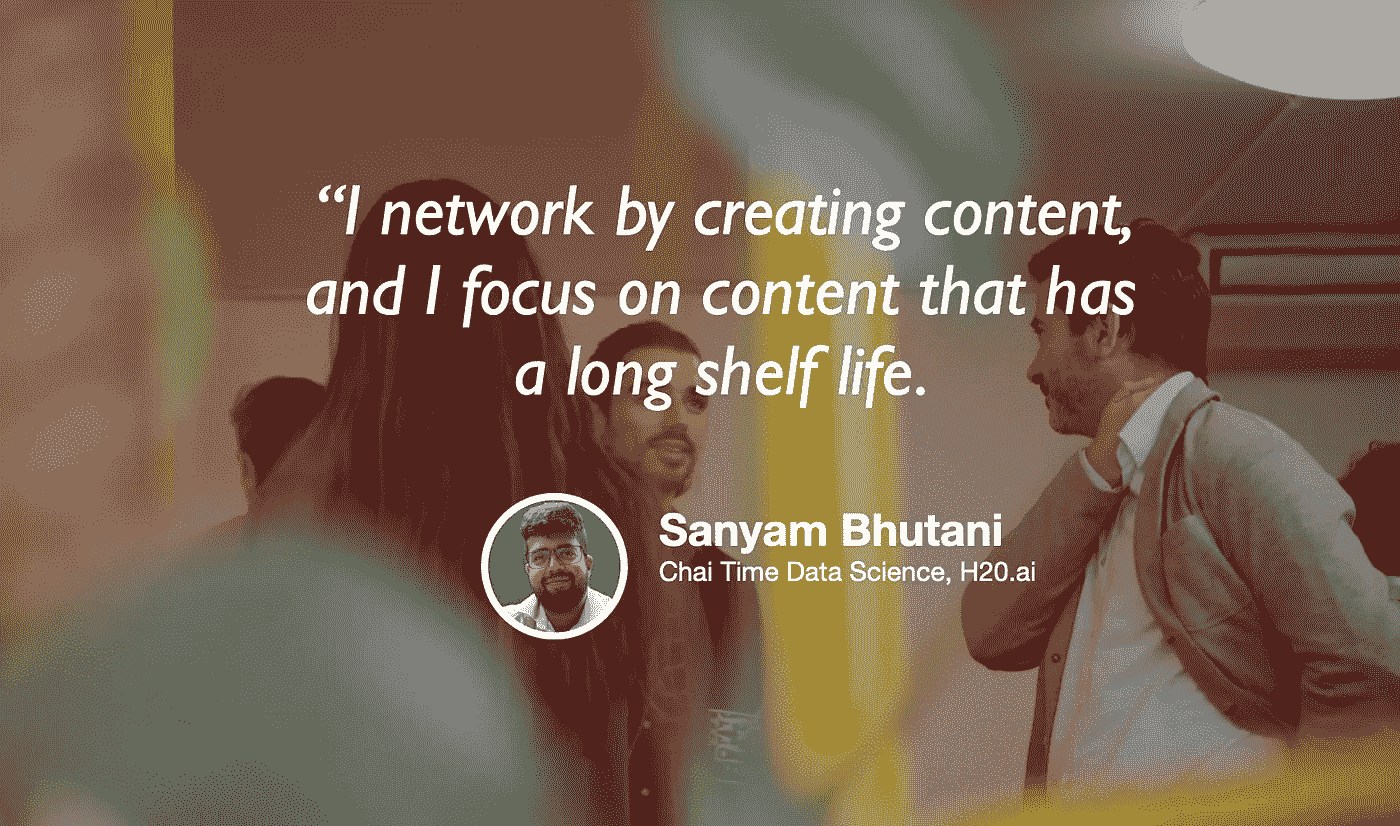 “I network by creating content,
and I focus on content that has
a long shelf life.
Sanyam Bhutani
Chai Time Data Science, H20.ai